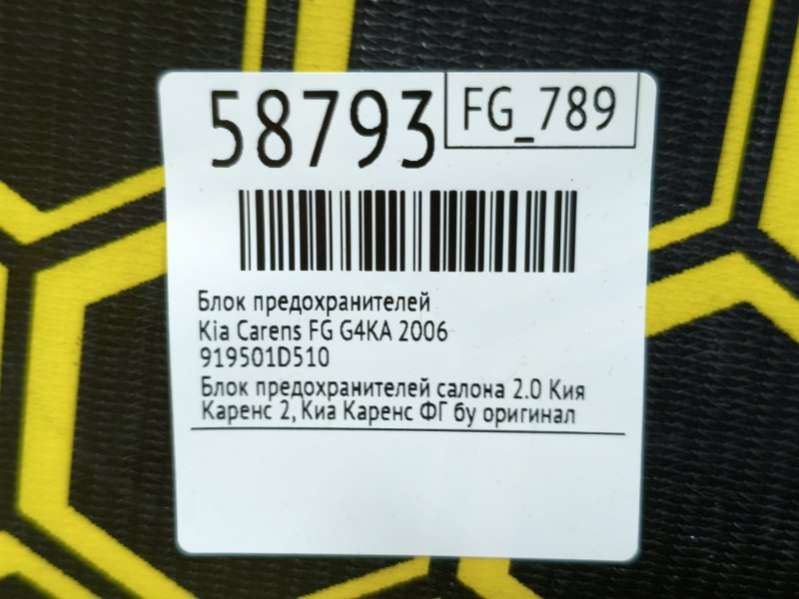 58793
FG_789
Блок предохранителей
Kia Carens FG G4KA 2006
919501D510
Блок предохранителей салона 2.0 Кия
Каренс 2, Киа Каренс ФГ бу оригинал